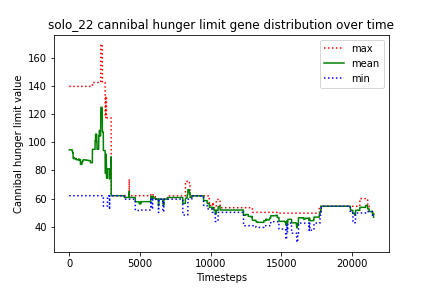 solo_22 cannibal hunger limit gene distribution over time
Cannibal hunger limit value
160
140
120
100
80
60
40
max
mean
min
0
5000
10000
15000
20000
Timesteps